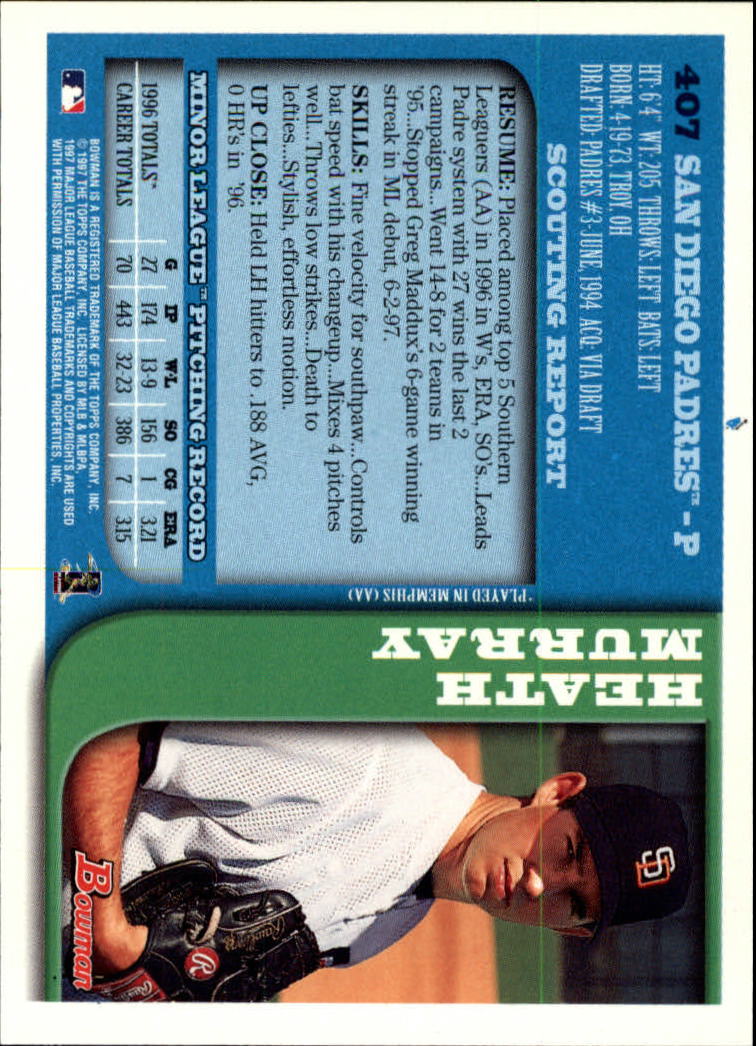 407 SAN DIEGO PADRES™ - P
HT: 6'4" WT: 205 THROWS: LEFT BATS: LEFT
BORN: 4-19-73, TROY, OH
DRAFTED: PADRES #3-JUNE, 1994 ACQ: VIA DRAFT
SCOUTING REPORT
RESUME: Placed among top 5 Southern
Leaguers (AA) in 1996 in W's, ERA, SO's...Leads
Padre system with 27 wins the last 2
campaigns...Went 14-8 for 2 teams in
'95...Stopped Greg Maddux's 6-game winning
streak in ML debut, 6-2-97.
SKILLS: Fine velocity for southpaw...Controls
bat speed with his changeup...Mixes 4 pitches
well...Throws low strikes...Death to
lefties...Stylish, effortless motion.
UP CLOSE: Held LH hitters to .188 AVG,
0 HR's in '96.
MINOR LEAGUE™ PITCHING RECORD
G IP W-L SO CG ERA
1996 TOTALS* 27 174 13-9 156 1 3.21
CAREER TOTALS 70 443 32-23 386 7 3.15
BOWMAN IS A REGISTERED TRADEMARK OF THE TOPPS COMPANY, INC.
© 1997 THE TOPPS COMPANY, INC. LICENSED BY MLB & MLBPA.
1997 MAJOR LEAGUE BASEBALL TRADEMARKS AND COPYRIGHTS ARE USED
WITH PERMISSION OF MAJOR LEAGUE BASEBALL PROPERTIES, INC.
*PLAYED IN MEMPHIS (AA)
HEATH
MURRAY
SD
Rawlings
R
Bowman